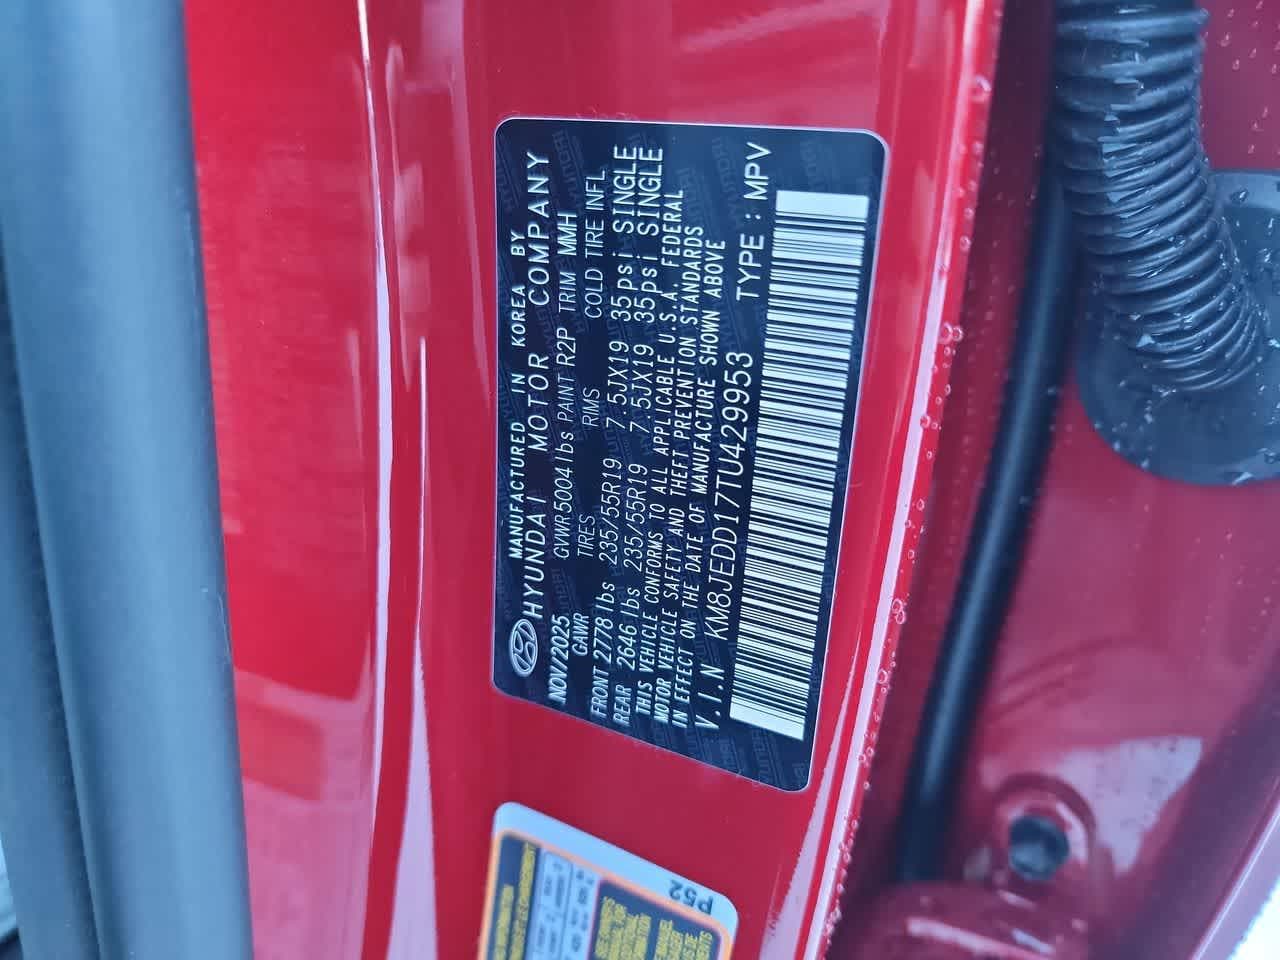 MANUFACTURED IN KOREA BY
HYUNDAI MOTOR COMPANY
NOV/2025 GVWR5004 lbs PAINT R2P TRIM MMH
GAWR TIRES RIMS COLD TIRE INFL
FRONT 2778 lbs 235/55R19 7.5JX19 35psi SINGLE
REAR 2646 lbs 235/55R19 7.5JX19 35psi SINGLE
THIS VEHICLE CONFORMS TO ALL APPLICABLE U.S.A. FEDERAL
MOTOR VEHICLE SAFETY AND THEFT PREVENTION STANDARDS
IN EFFECT ON THE DATE OF MANUFACTURE SHOWN ABOVE
V.I.N KM8JEDD17TU429953 TYPE : MPV
P52